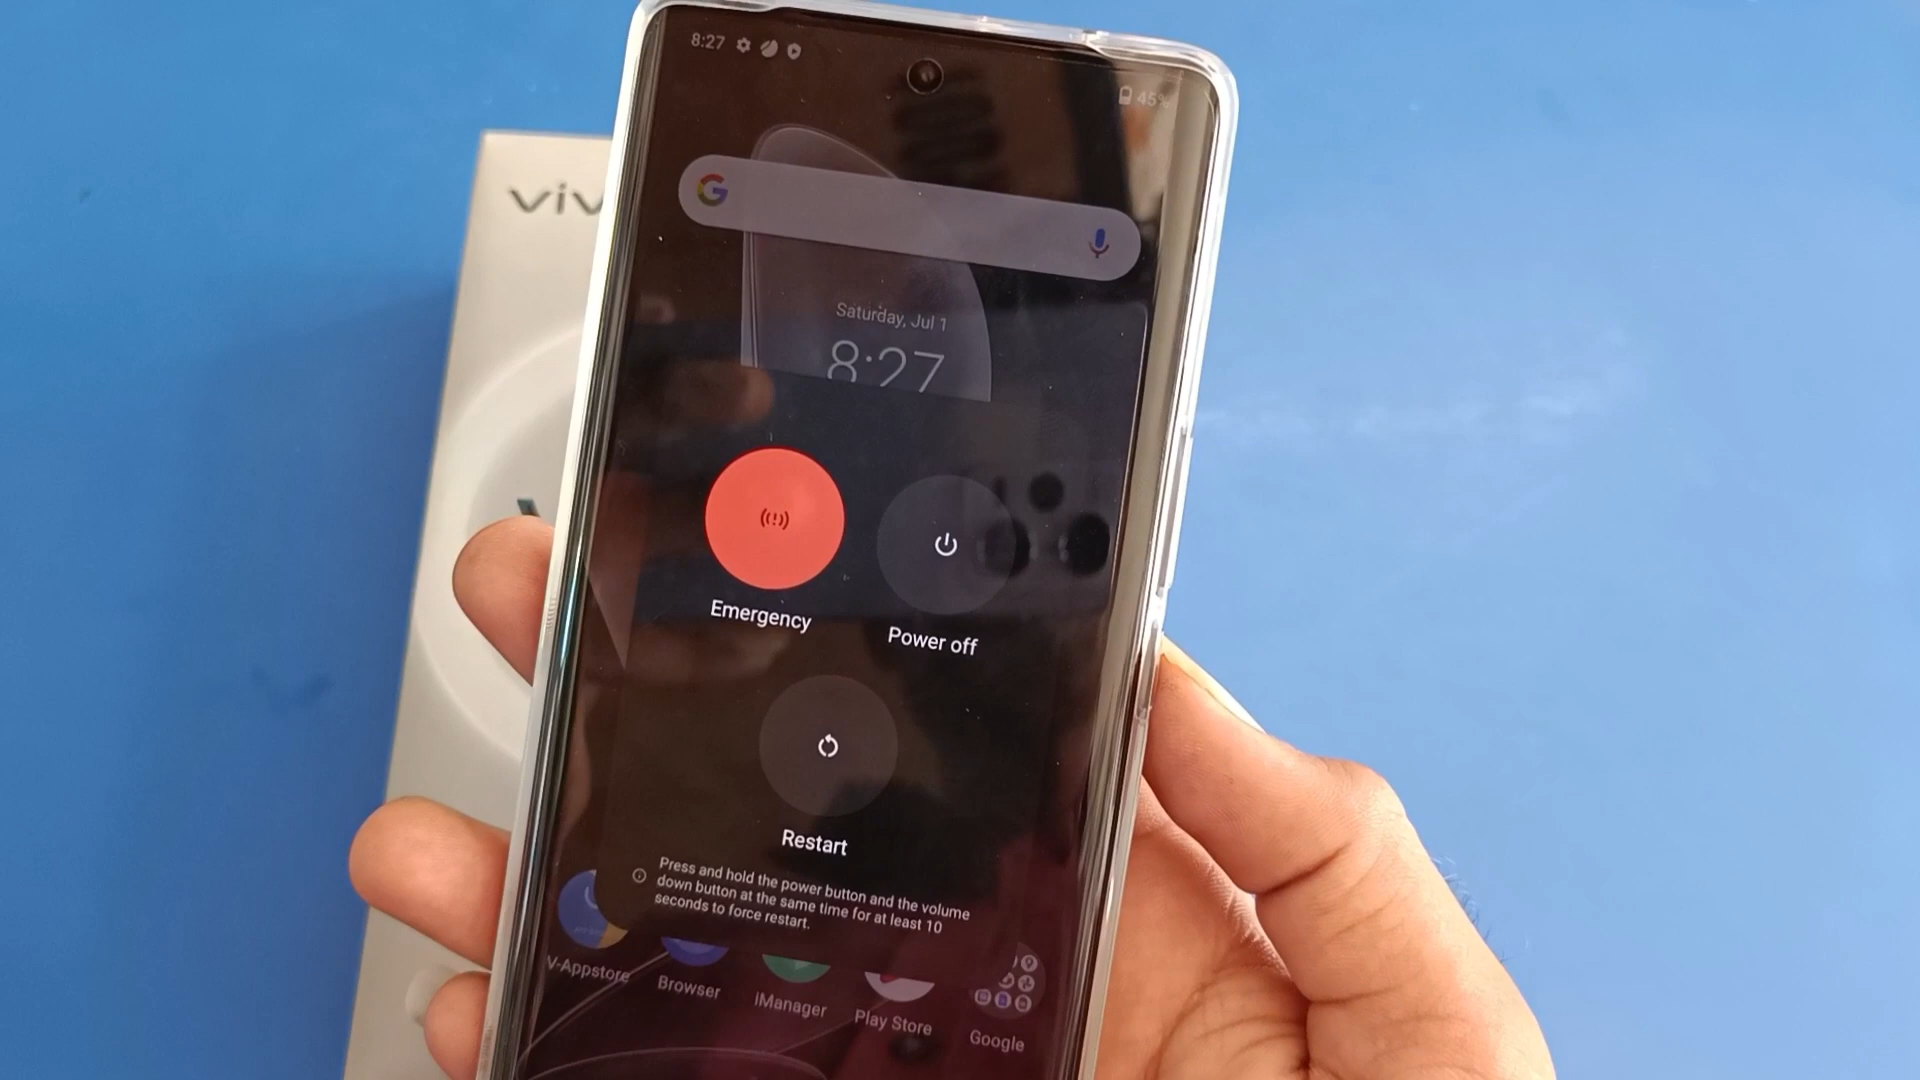 8:27
45%
viv
Saturday, Jul 1
8:27
Emergency
Power off
Restart
Press and hold the power button and the volume
down button at the same time for at least 10
seconds to force restart.
V-Appstore
Browser
iManager
Play Store
Google